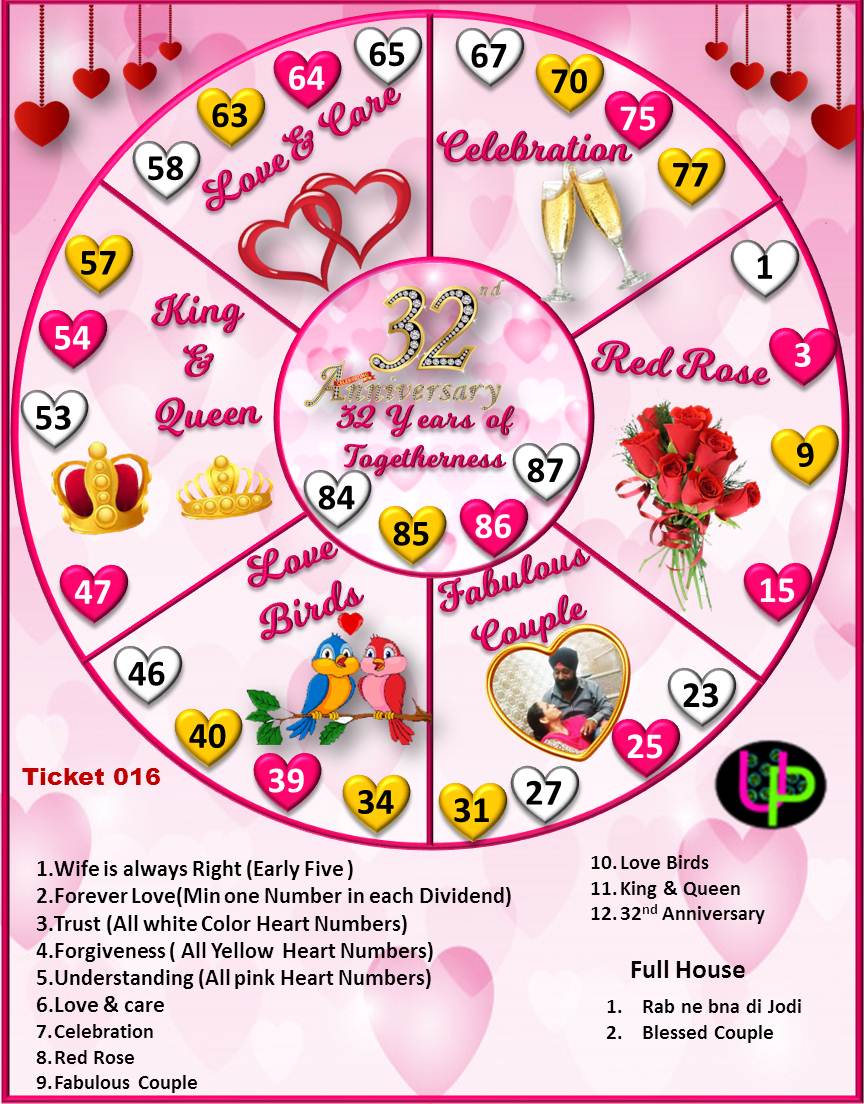 65
67
64
70
63
75
58
77
Love & Care
Celebration
57
1
54
3
53
9
47
15
King
&
Queen
Red Rose
32nd
Anniversary
32 Years of
Togetherness
84
85
86
87
Love
Birds
Fabulous
Couple
46
23
40
25
39
27
34
31
Ticket 016
UP
1.Wife is always Right (Early Five )
2.Forever Love(Min one Number in each Dividend)
3.Trust (All white Color Heart Numbers)
4.Forgiveness ( All Yellow Heart Numbers)
5.Understanding (All pink Heart Numbers)
6.Love & care
7.Celebration
8.Red Rose
9.Fabulous Couple
10. Love Birds
11. King & Queen
12. 32nd Anniversary
Full House
1. Rab ne bna di Jodi
2. Blessed Couple